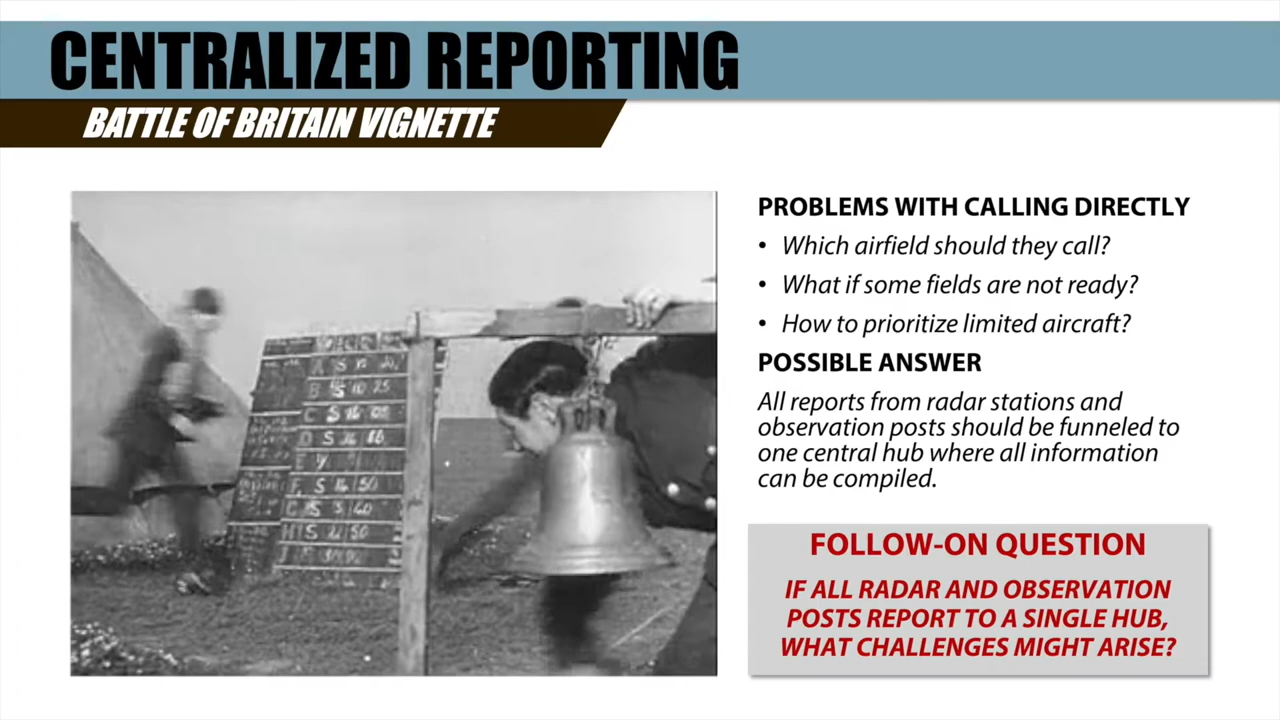 CENTRALIZED REPORTING
BATTLE OF BRITAIN VIGNETTE
PROBLEMS WITH CALLING DIRECTLY
• Which airfield should they call?
• What if some fields are not ready?
• How to prioritize limited aircraft?
POSSIBLE ANSWER
All reports from radar stations and
observation posts should be funneled to
one central hub where all information
can be compiled.
FOLLOW-ON QUESTION
IF ALL RADAR AND OBSERVATION
POSTS REPORT TO A SINGLE HUB,
WHAT CHALLENGES MIGHT ARISE?